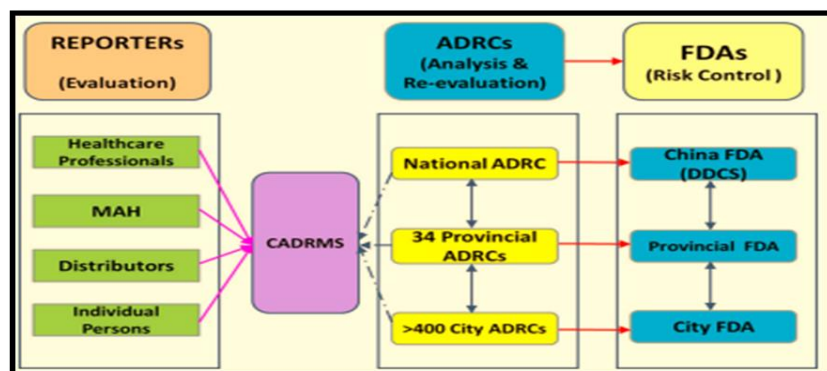 REPORTERs
(Evaluation)
ADRCs
(Analysis &
Re-evaluation)
FDAs
(Risk Control )
Healthcare
Professionals
MAH
Distributors
Individual
Persons
CADRMS
National ADRC
34 Provincial
ADRCs
>400 City ADRCs
China FDA
(DDCS)
Provincial FDA
City FDA